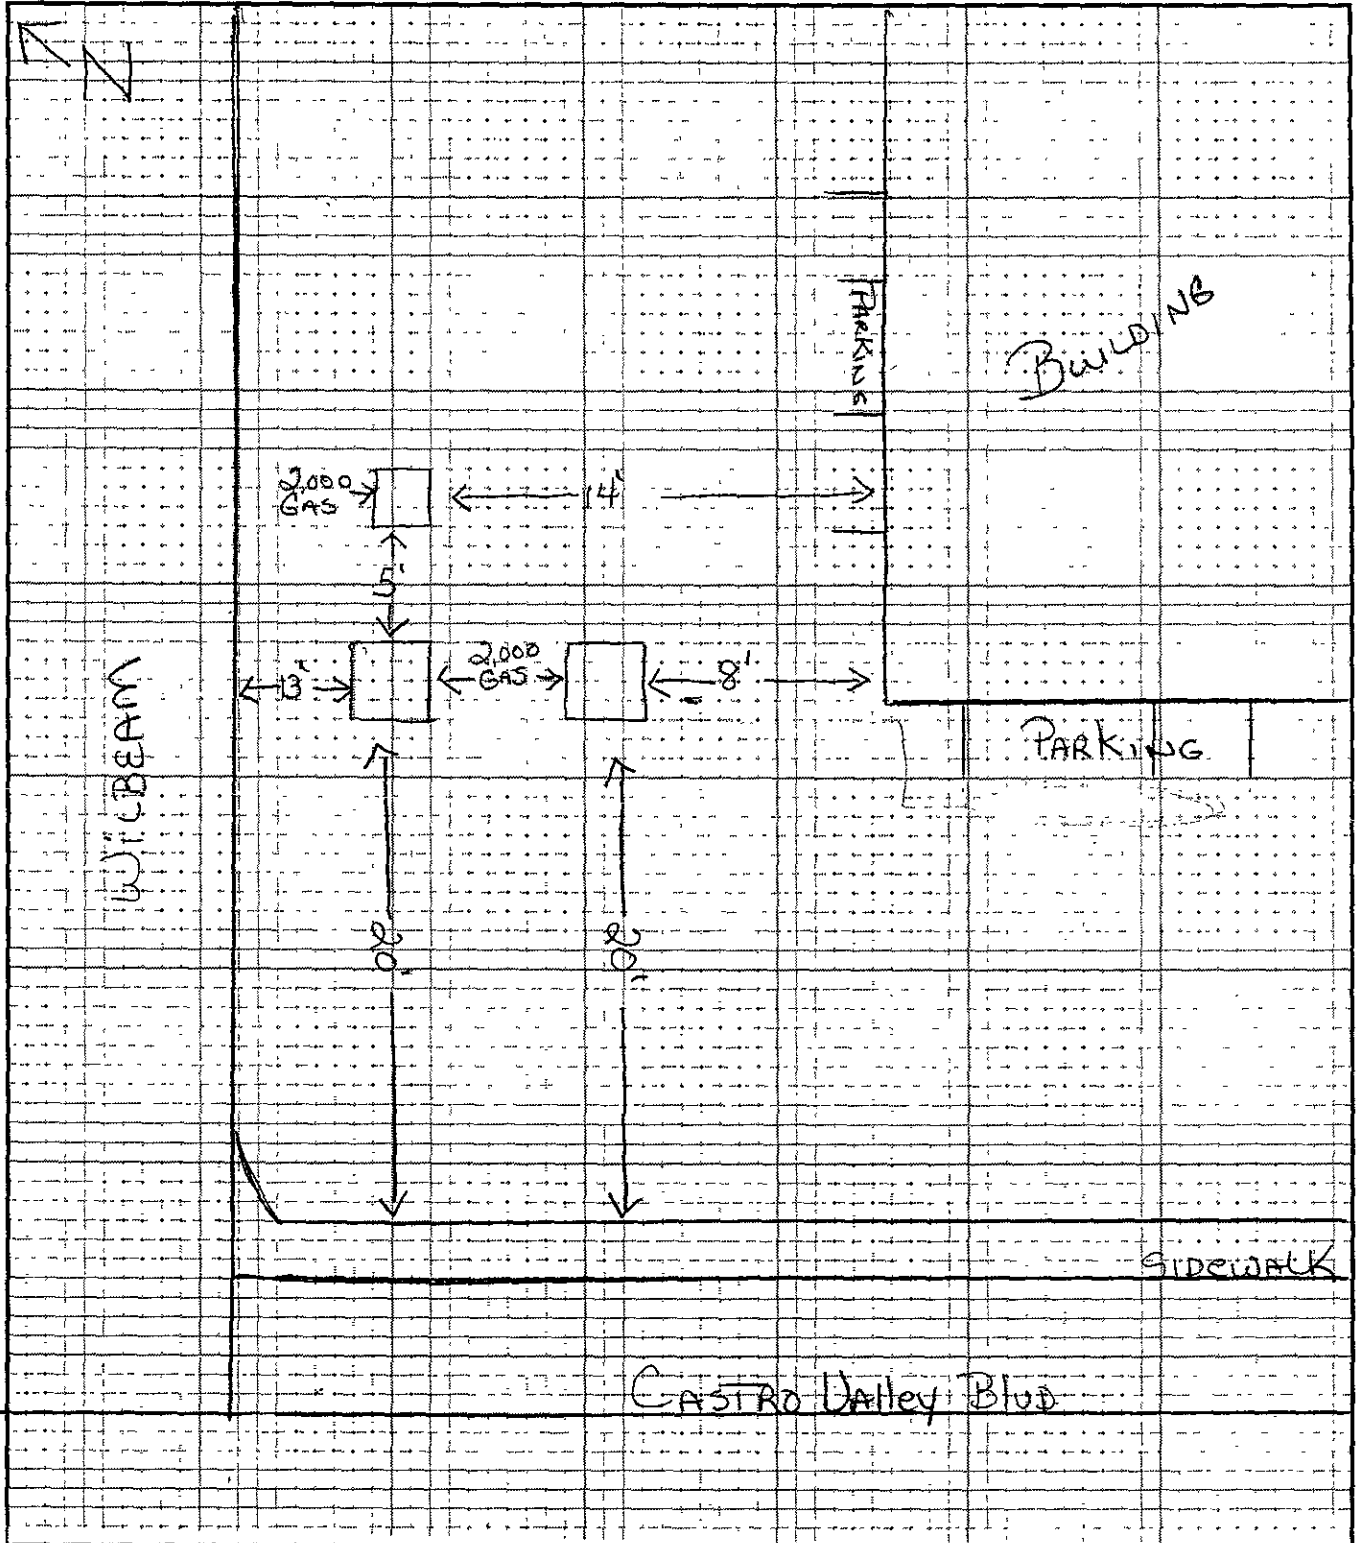 N
PARKING
BUILDING
2,000
GAS
14'
5'
WILBEAM
13'
2,000
GAS
8'
PARKING
20'
20'
SIDEWALK
CASTRO Valley Blvd